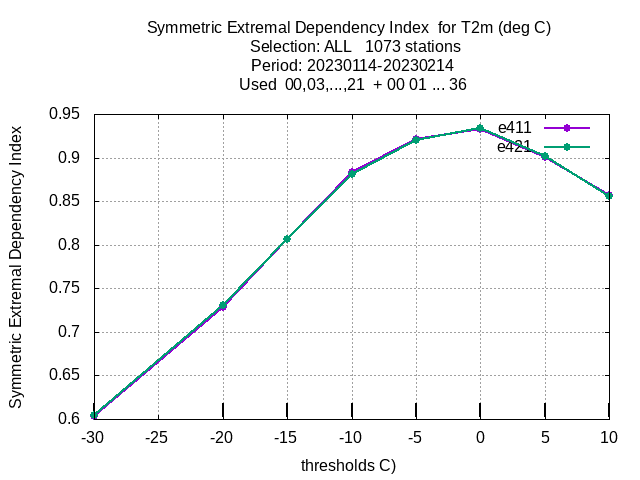 Symmetric Extremal Dependency Index  for T2m (deg C)
Selection: ALL   1073 stations
Period: 20230114-20230214
Used  00,03,...,21  + 00 01 ... 36
Symmetric Extremal Dependency Index
0.95
0.9
0.85
0.8
0.75
0.7
0.65
0.6
e411
e421
-30 -25 -20 -15 -10 -5 0 5 10
thresholds C)